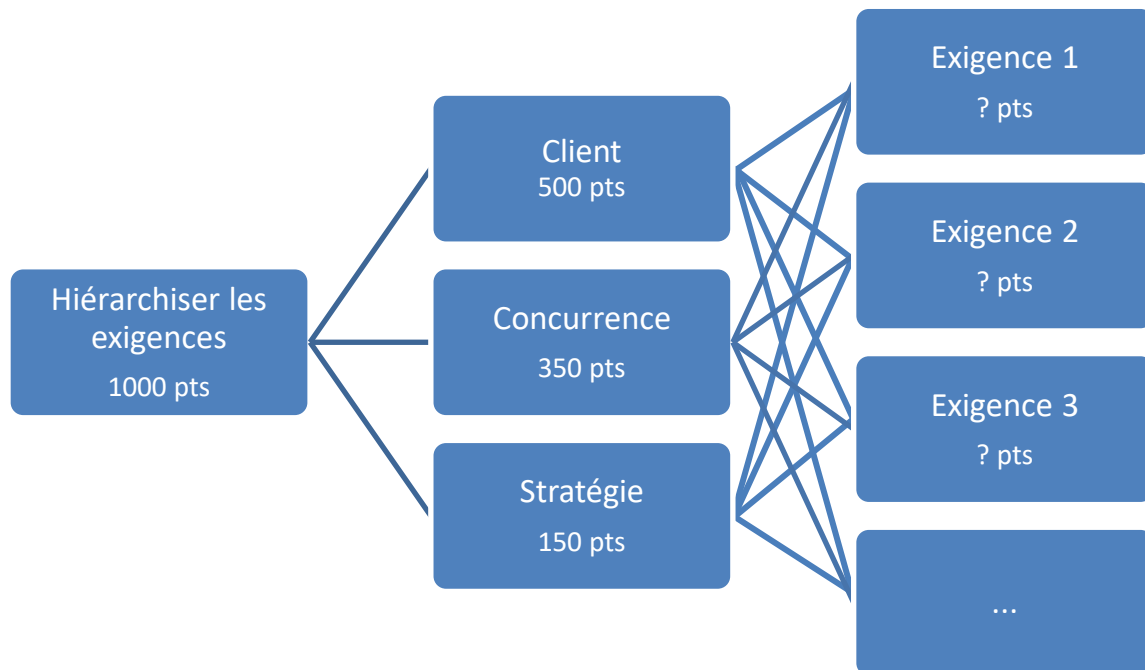 Hiérarchiser les
exigences
1000 pts
Client
500 pts
Concurrence
350 pts
Stratégie
150 pts
Exigence 1
? pts
Exigence 2
? pts
Exigence 3
? pts
...